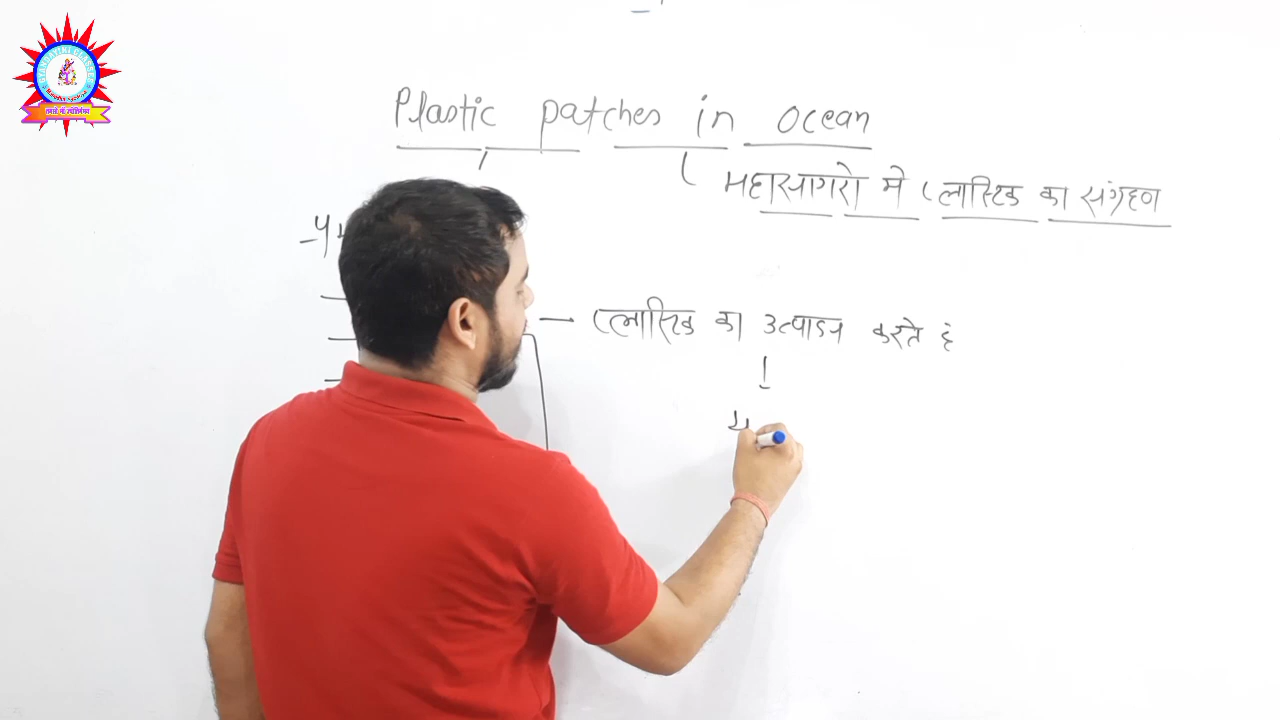 Plastic patches in ocean
महासागरो मे प्लास्टिक का संग्रहण
प्लास्टिक का उत्पादन करते है